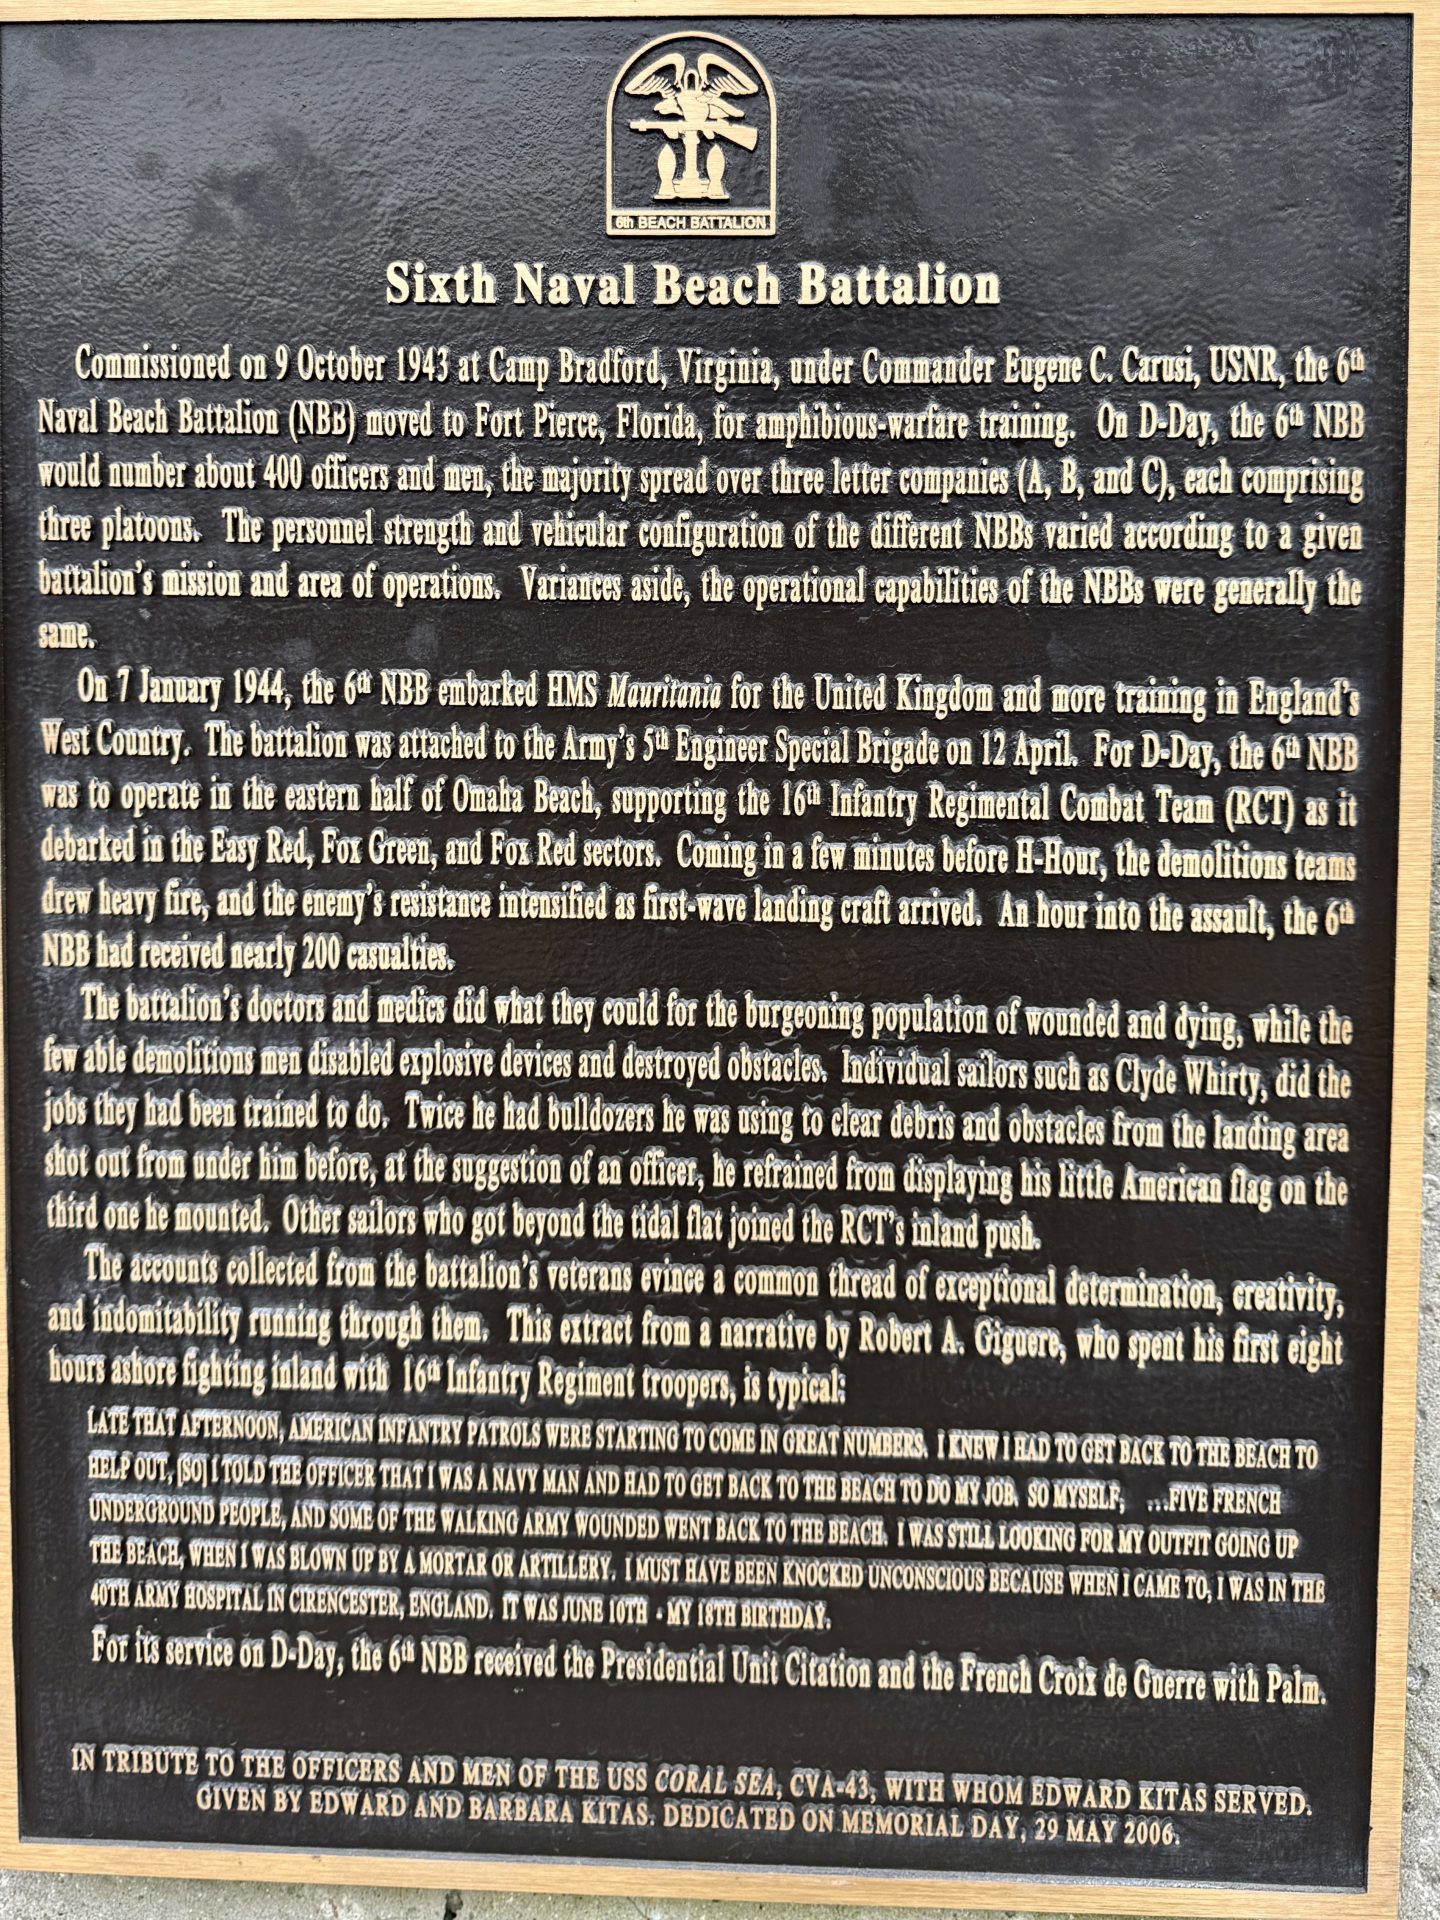 6th BEACH BATTALION
Sixth Naval Beach Battalion
Commissioned on 9 October 1943 at Camp Bradford, Virginia, under Commander Eugene C. Carusi, USNR, the 6th
Naval Beach Battalion (NBB) moved to Fort Pierce, Florida, for amphibious-warfare training. On D-Day, the 6th NBB
would number about 400 officers and men, the majority spread over three letter companies (A, B, and C), each comprising
three platoons. The personnel strength and vehicular configuration of the different NBBs varied according to a given
battalion's mission and area of operations. Variances aside, the operational capabilities of the NBBs were generally the
same.
On 7 January 1944, the 6th NBB embarked HMS Mauritania for the United Kingdom and more training in England's
West Country. The battalion was attached to the Army's 5th Engineer Special Brigade on 12 April. For D-Day, the 6th NBB
was to operate in the eastern half of Omaha Beach, supporting the 16th Infantry Regimental Combat Team (RCT) as it
debarked in the Easy Red, Fox Green, and Fox Red sectors. Coming in a few minutes before H-Hour, the demolitions teams
drew heavy fire, and the enemy's resistance intensified as first-wave landing craft arrived. An hour into the assault, the 6th
NBB had received nearly 200 casualties.
The battalion's doctors and medics did what they could for the burgeoning population of wounded and dying, while the
few able demolitions men disabled explosive devices and destroyed obstacles. Individual sailors such as Clyde Whirty, did the
jobs they had been trained to do. Twice he had bulldozers he was using to clear debris and obstacles from the landing area
shot out from under him before, at the suggestion of an officer, he refrained from displaying his little American flag on the
third one he mounted. Other sailors who got beyond the tidal flat joined the RCT's inland push.
The accounts collected from the battalion's veterans evince a common thread of exceptional determination, creativity,
and indomitability running through them. This extract from a narrative by Robert A. Giguere, who spent his first eight
hours ashore fighting inland with 16th Infantry Regiment troopers, is typical:
LATE THAT AFTERNOON, AMERICAN INFANTRY PATROLS WERE STARTING TO COME IN GREAT NUMBERS. I KNEW I HAD TO GET BACK TO THE BEACH TO
HELP OUT, [SO] I TOLD THE OFFICER THAT I WAS A NAVY MAN AND HAD TO GET BACK TO THE BEACH TO DO MY JOB. SO MYSELF, ...FIVE FRENCH
UNDERGROUND PEOPLE, AND SOME OF THE WALKING ARMY WOUNDED WENT BACK TO THE BEACH. I WAS STILL LOOKING FOR MY OUTFIT GOING UP
THE BEACH, WHEN I WAS BLOWN UP BY A MORTAR OR ARTILLERY. I MUST HAVE BEEN KNOCKED UNCONSCIOUS BECAUSE WHEN I CAME TO, I WAS IN THE
40TH ARMY HOSPITAL IN CIRENCESTER, ENGLAND. IT WAS JUNE 10TH - MY 18TH BIRTHDAY.
For its service on D-Day, the 6th NBB received the Presidential Unit Citation and the French Croix de Guerre with Palm.
IN TRIBUTE TO THE OFFICERS AND MEN OF THE USS CORAL SEA, CVA-43, WITH WHOM EDWARD KITAS SERVED.
GIVEN BY EDWARD AND BARBARA KITAS. DEDICATED ON MEMORIAL DAY, 29 MAY 2006.